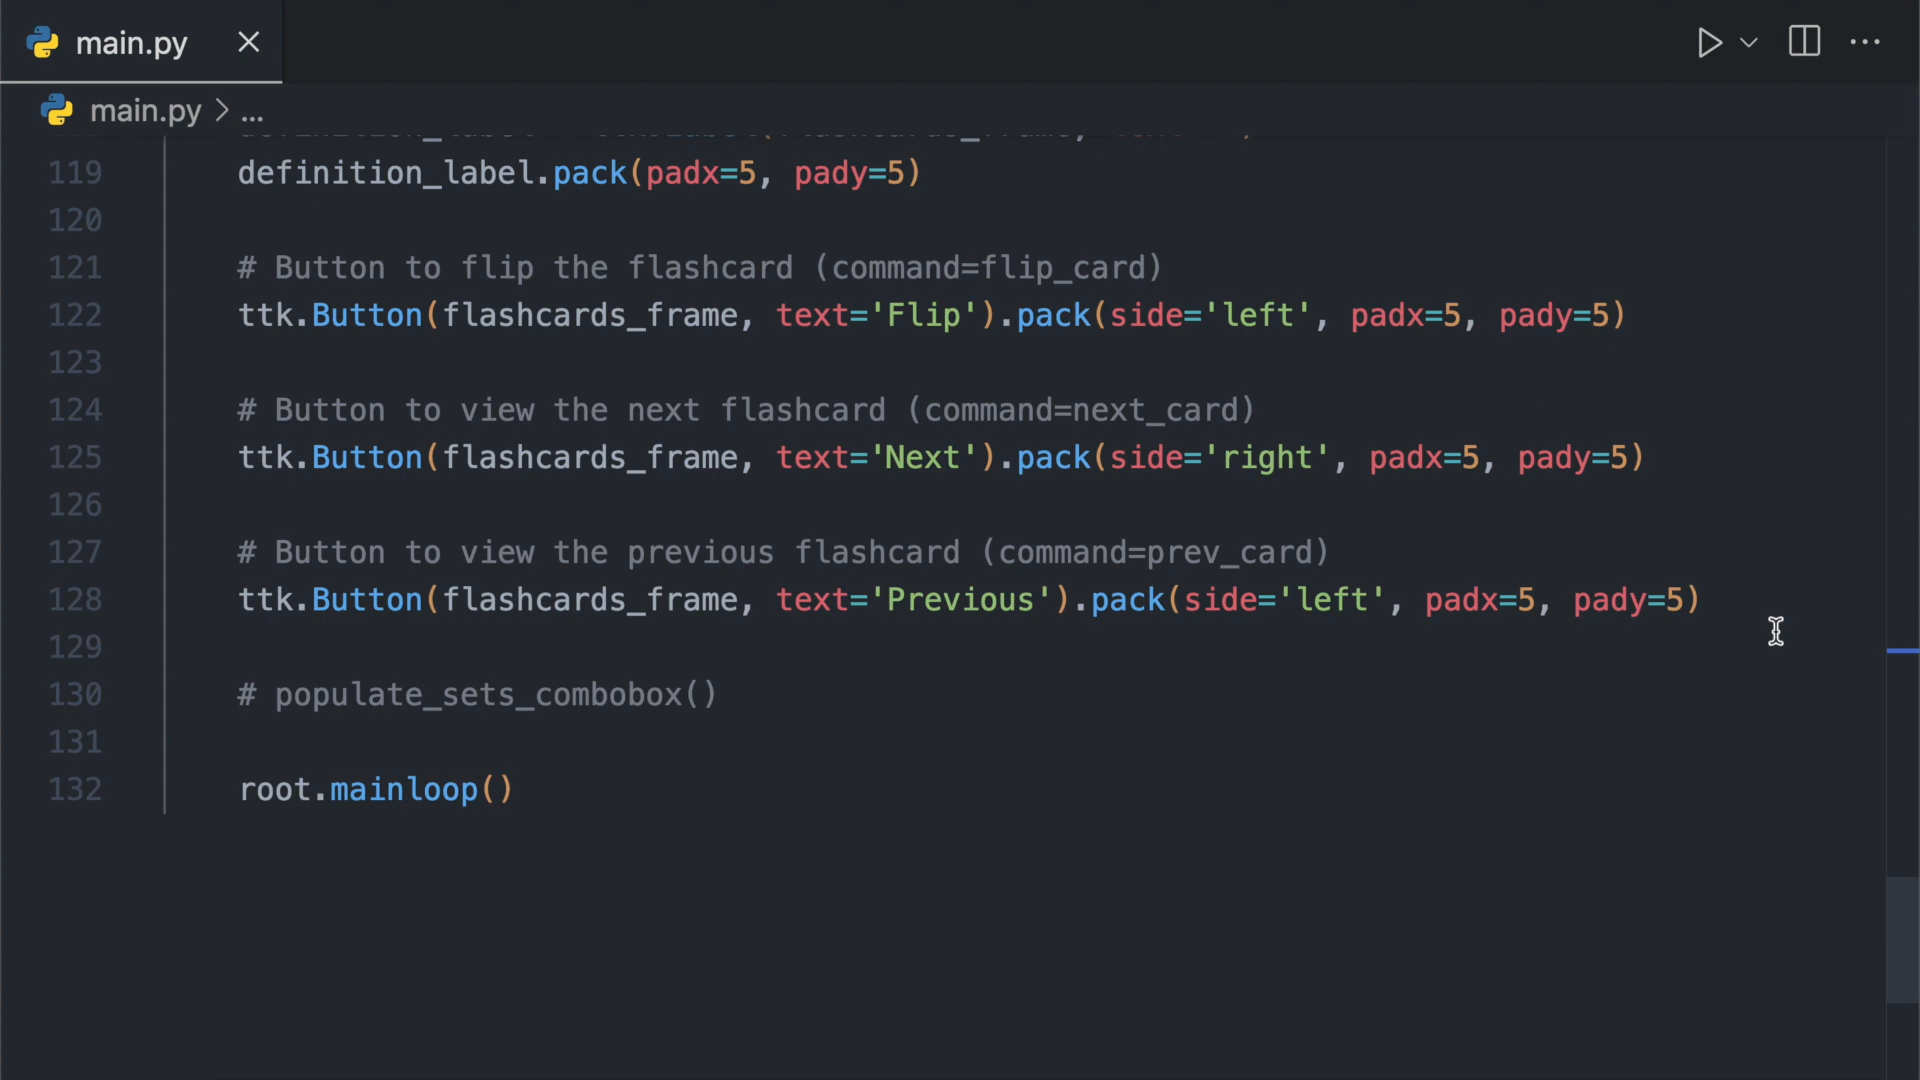 main.py
main.py > ...
119 definition_label.pack(padx=5, pady=5)
120
121 # Button to flip the flashcard (command=flip_card)
122 ttk.Button(flashcards_frame, text='Flip').pack(side='left', padx=5, pady=5)
123
124 # Button to view the next flashcard (command=next_card)
125 ttk.Button(flashcards_frame, text='Next').pack(side='right', padx=5, pady=5)
126
127 # Button to view the previous flashcard (command=prev_card)
128 ttk.Button(flashcards_frame, text='Previous').pack(side='left', padx=5, pady=5)
129
130 # populate_sets_combobox()
131
132 root.mainloop()